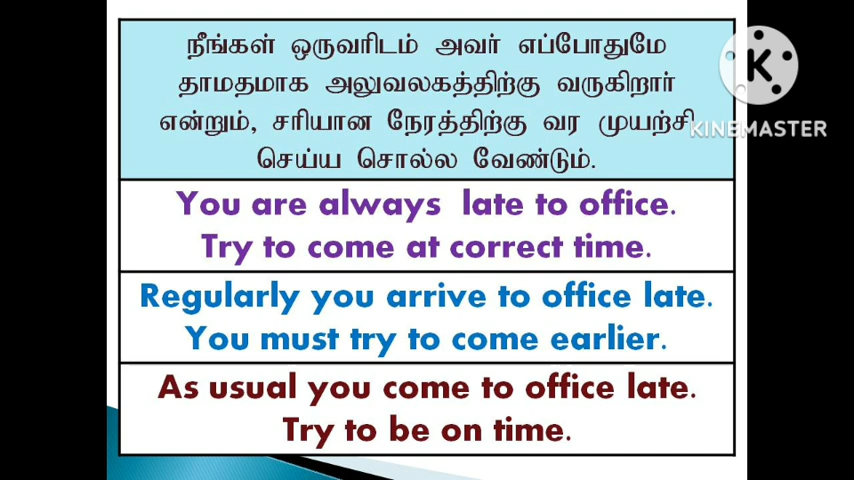 நீங்கள் ஒருவரிடம் அவர் எப்போதுமே
தாமதமாக அலுவலகத்திற்கு வருகிறார்
என்றும், சரியான நேரத்திற்கு வர முயற்சி
செய்ய சொல்ல வேண்டும்.
K
KINEMASTER
You are always late to office.
Try to come at correct time.
Regularly you arrive to office late.
You must try to come earlier.
As usual you come to office late.
Try to be on time.